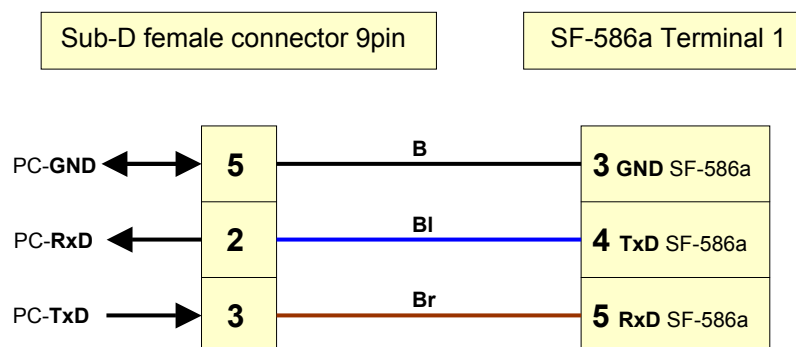 Sub-D female connector 9pin
SF-586a Terminal 1
PC-GND 5 B 3 GND SF-586a
PC-RxD 2 Bl 4 TxD SF-586a
PC-TxD 3 Br 5 RxD SF-586a